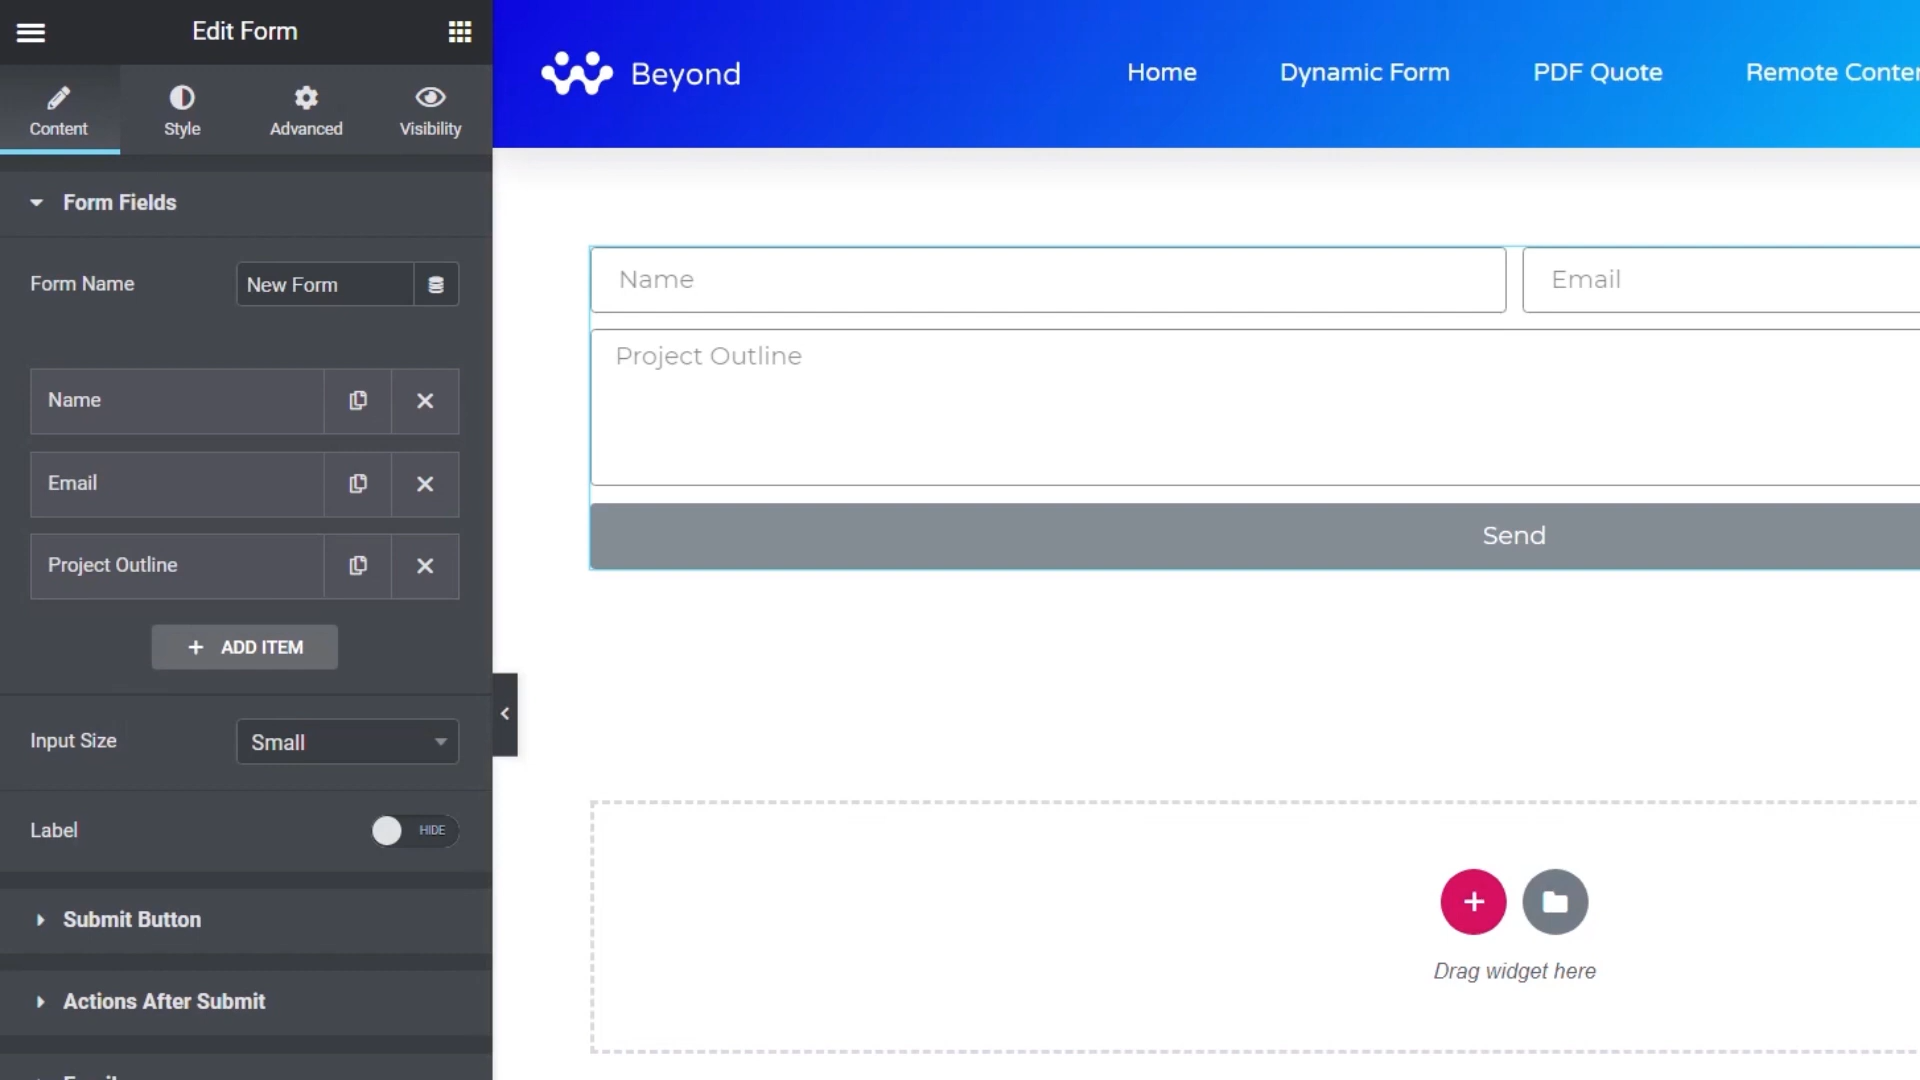 Edit Form
Content
Style
Advanced
Visibility
Form Fields
Form Name
New Form
Name
Email
Project Outline
ADD ITEM
Input Size
Small
Label
HIDE
Submit Button
Actions After Submit
Beyond
Home
Dynamic Form
PDF Quote
Remote
Name
Email
Project Outline
Send
Drag widget here